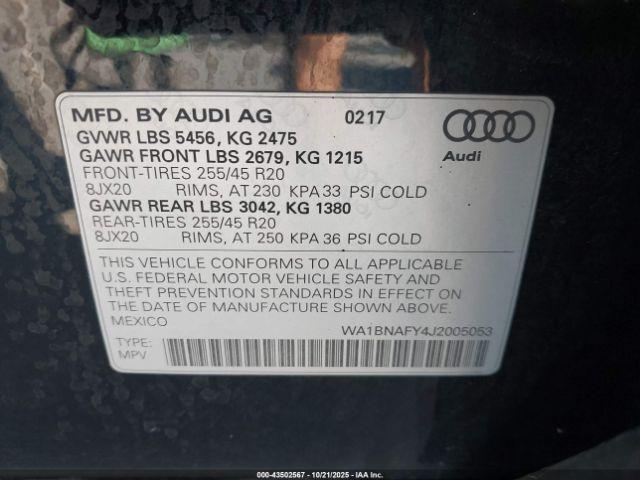 MFD. BY AUDI AG 0217
GVWR LBS 5456, KG 2475
GAWR FRONT LBS 2679, KG 1215
Audi
FRONT-TIRES 255/45 R20
8JX20 RIMS, AT 230 KPA 33 PSI COLD
GAWR REAR LBS 3042, KG 1380
REAR-TIRES 255/45 R20
8JX20 RIMS, AT 250 KPA 36 PSI COLD
THIS VEHICLE CONFORMS TO ALL APPLICABLE
U.S. FEDERAL MOTOR VEHICLE SAFETY AND
THEFT PREVENTION STANDARDS IN EFFECT ON
THE DATE OF MANUFACTURE SHOWN ABOVE.
MEXICO
WA1BNAFY4J2005053
TYPE:
MPV
000-43502567 - 10/21/2025 - IAA Inc.